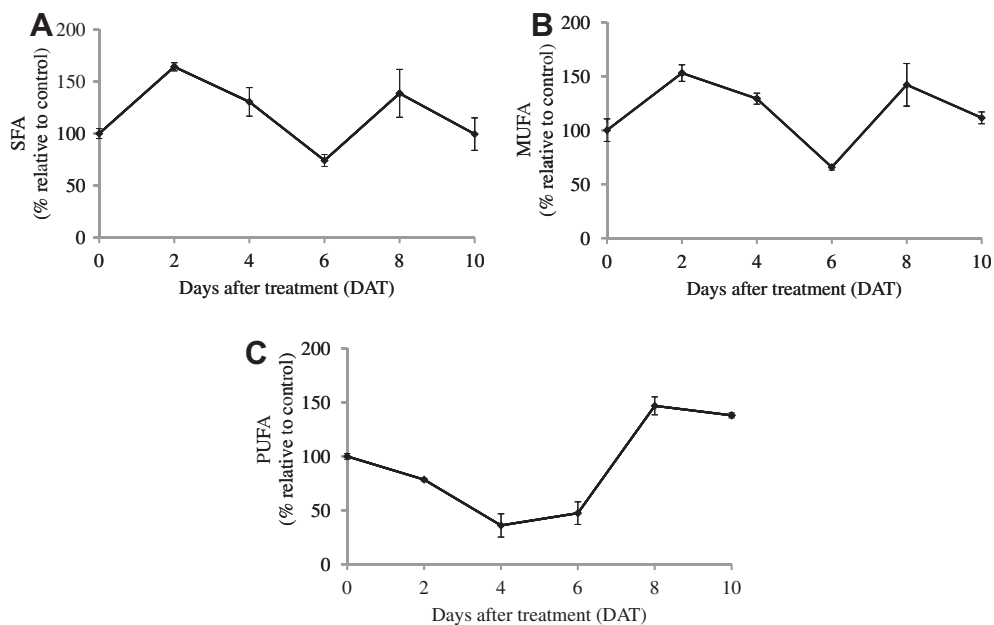 A
SFA
(% relative to control)
200
150
100
50
0
0 2 4 6 8 10
Days after treatment (DAT)
B
MUFA
(% relative to control)
200
150
100
50
0
0 2 4 6 8 10
Days after treatment (DAT)
C
PUFA
(% relative to control)
200
150
100
50
0
0 2 4 6 8 10
Days after treatment (DAT)